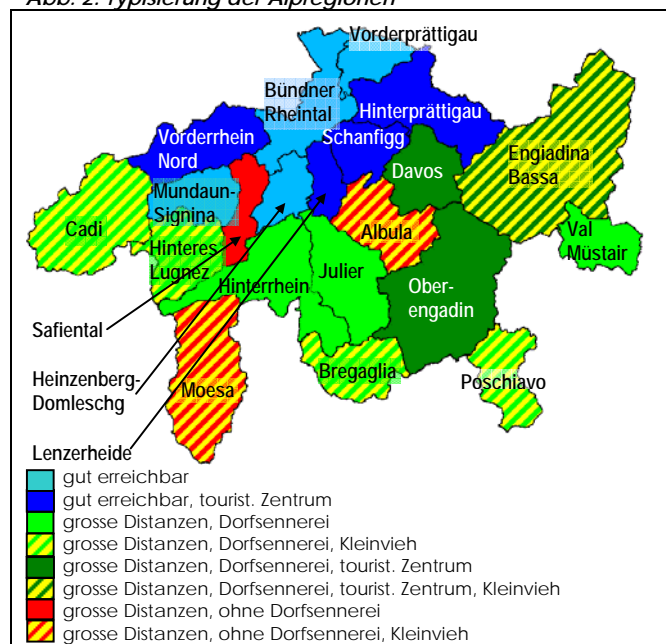 Abb. 2: Typisierung der Alpregionen
Vorderprättigau
Bündner
Rheintal
Hinterprättigau
Schanfigg
Vorderrhein
Nord
Davos
Engiadina
Bassa
Mundaun-
Signina
Cadi
Albula
Val
Müstair
Hinteres
Lugnez
Hinterrhein
Julier
Ober-
engadin
Safiental
Heinzenberg-
Domleschg
Moesa
Bregaglia
Poschiavo
Lenzerheide
gut erreichbar
gut erreichbar, tourist. Zentrum
grosse Distanzen, Dorfsennerei
grosse Distanzen, Dorfsennerei, Kleinvieh
grosse Distanzen, Dorfsennerei, tourist. Zentrum
grosse Distanzen, Dorfsennerei, tourist. Zentrum, Kleinvieh
grosse Distanzen, ohne Dorfsennerei
grosse Distanzen, ohne Dorfsennerei, Kleinvieh